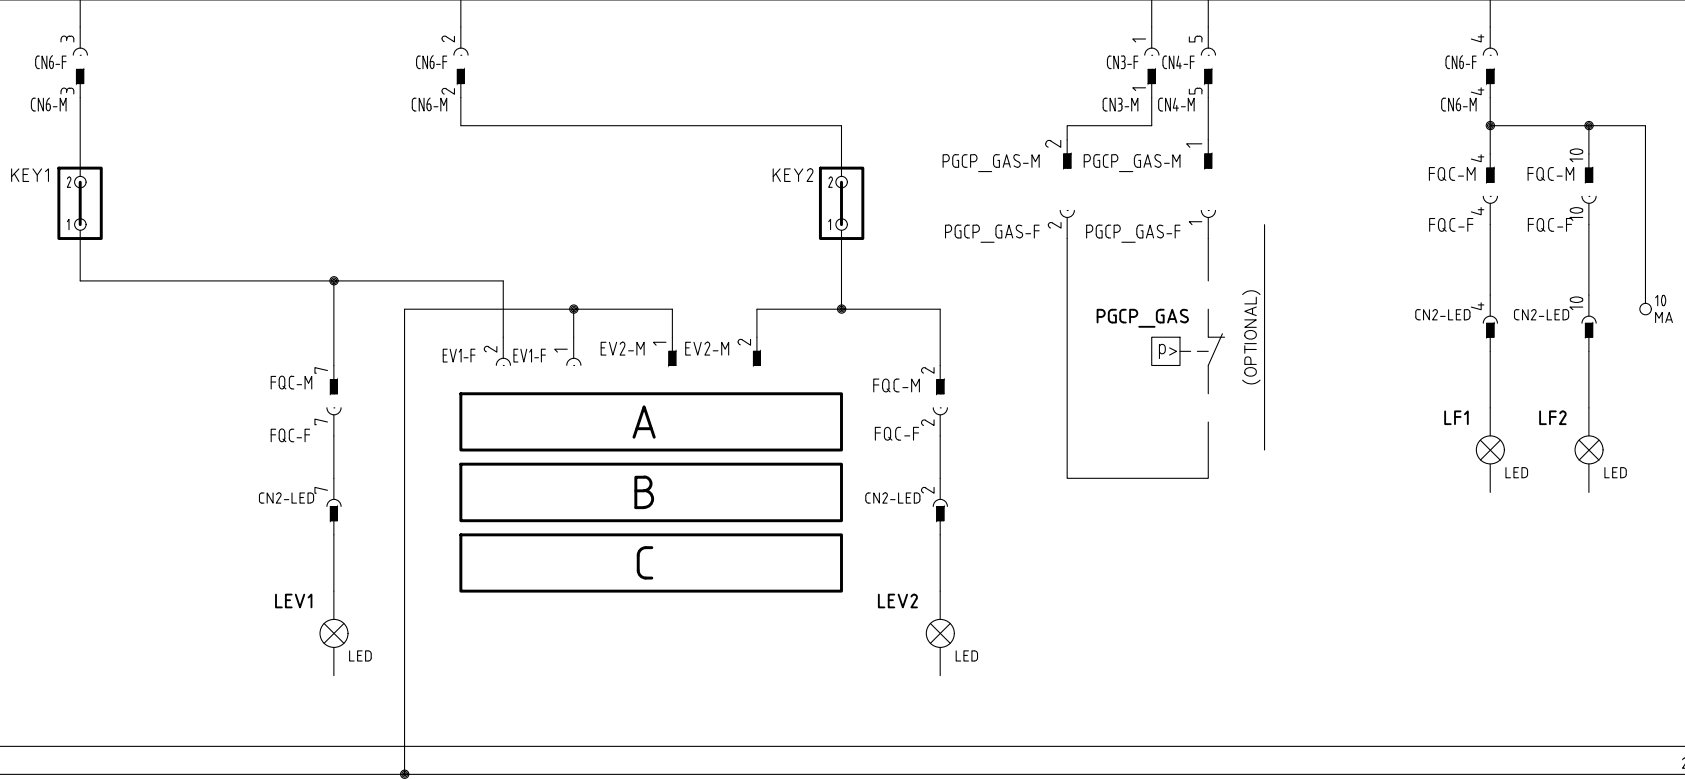 3 2 1 5 4
CN6-F CN6-F CN3-F CN4-F CN6-F
3 2 1 5 4
CN6-M CN6-M CN3-M CN4-M CN6-M
2 1 4 10
PGCP_GAS-M PGCP_GAS-M
KEY1 2 KEY2 2 FQC-M FQC-M
1 1 4 10
PGCP_GAS-F 2 PGCP_GAS-F 1 FQC-F FQC-F
4 10 10
PGCP_GAS CN2-LED CN2-LED MA
(OPTIONAL)
EV1-F 2 EV1-F 1 EV2-M 1 EV2-M 2
P>
FQC-M 7 FQC-M 2
A
LF1 LF2
FQC-F 7 FQC-F 2
LED LED
CN2-LED 7 B CN2-LED 2
C
LEV1 LEV2
LED LED